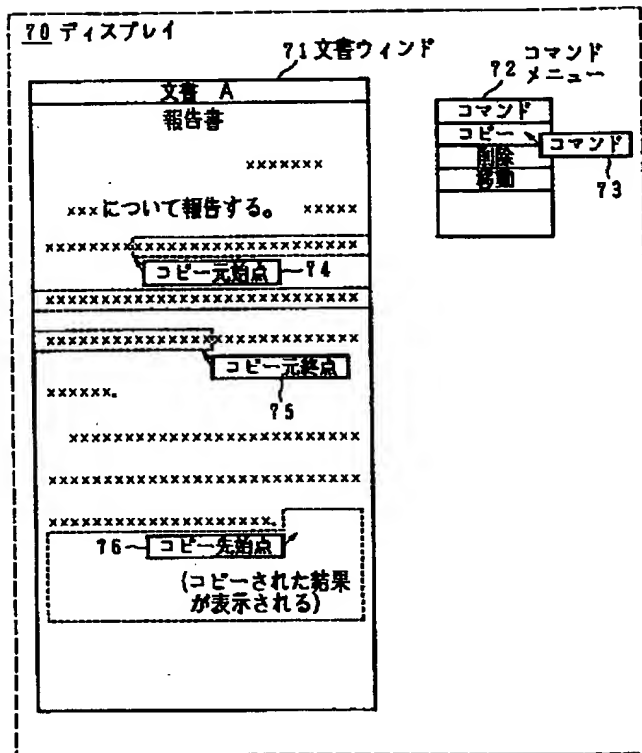 70 ディスプレイ
71 文書ウィンド
72 コマンドメニュー
文書 A
報告書
×××××××
×××について報告する。 ×××××
××××××××××××××××××××××××××××
コピー元始点 74
××××××××××××××××××××××××××××
××××××××××××××××××××××××××××
コピー元終点
75
××××××。
××××××××××××××××××××××××××
××××××××××××××××××××××××××××
××××××××××××××××××××。
76 コピー先始点
(コピーされた結果
が表示される)
コマンド
コピー
コマンド
削除
73
移動